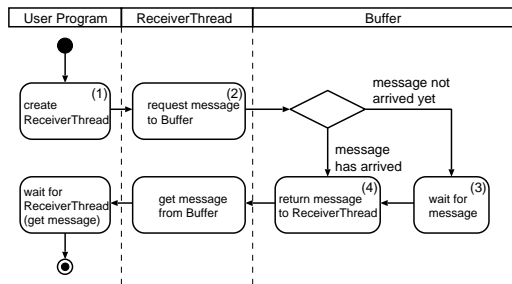 User Program
ReceiverThread
Buffer
(1)
create
ReceiverThread
(2)
request message
to Buffer
message not
arrived yet
message
has arrived
wait for
ReceiverThread
(get message)
get message
from Buffer
(4)
return message
to ReceiverThread
(3)
wait for
message